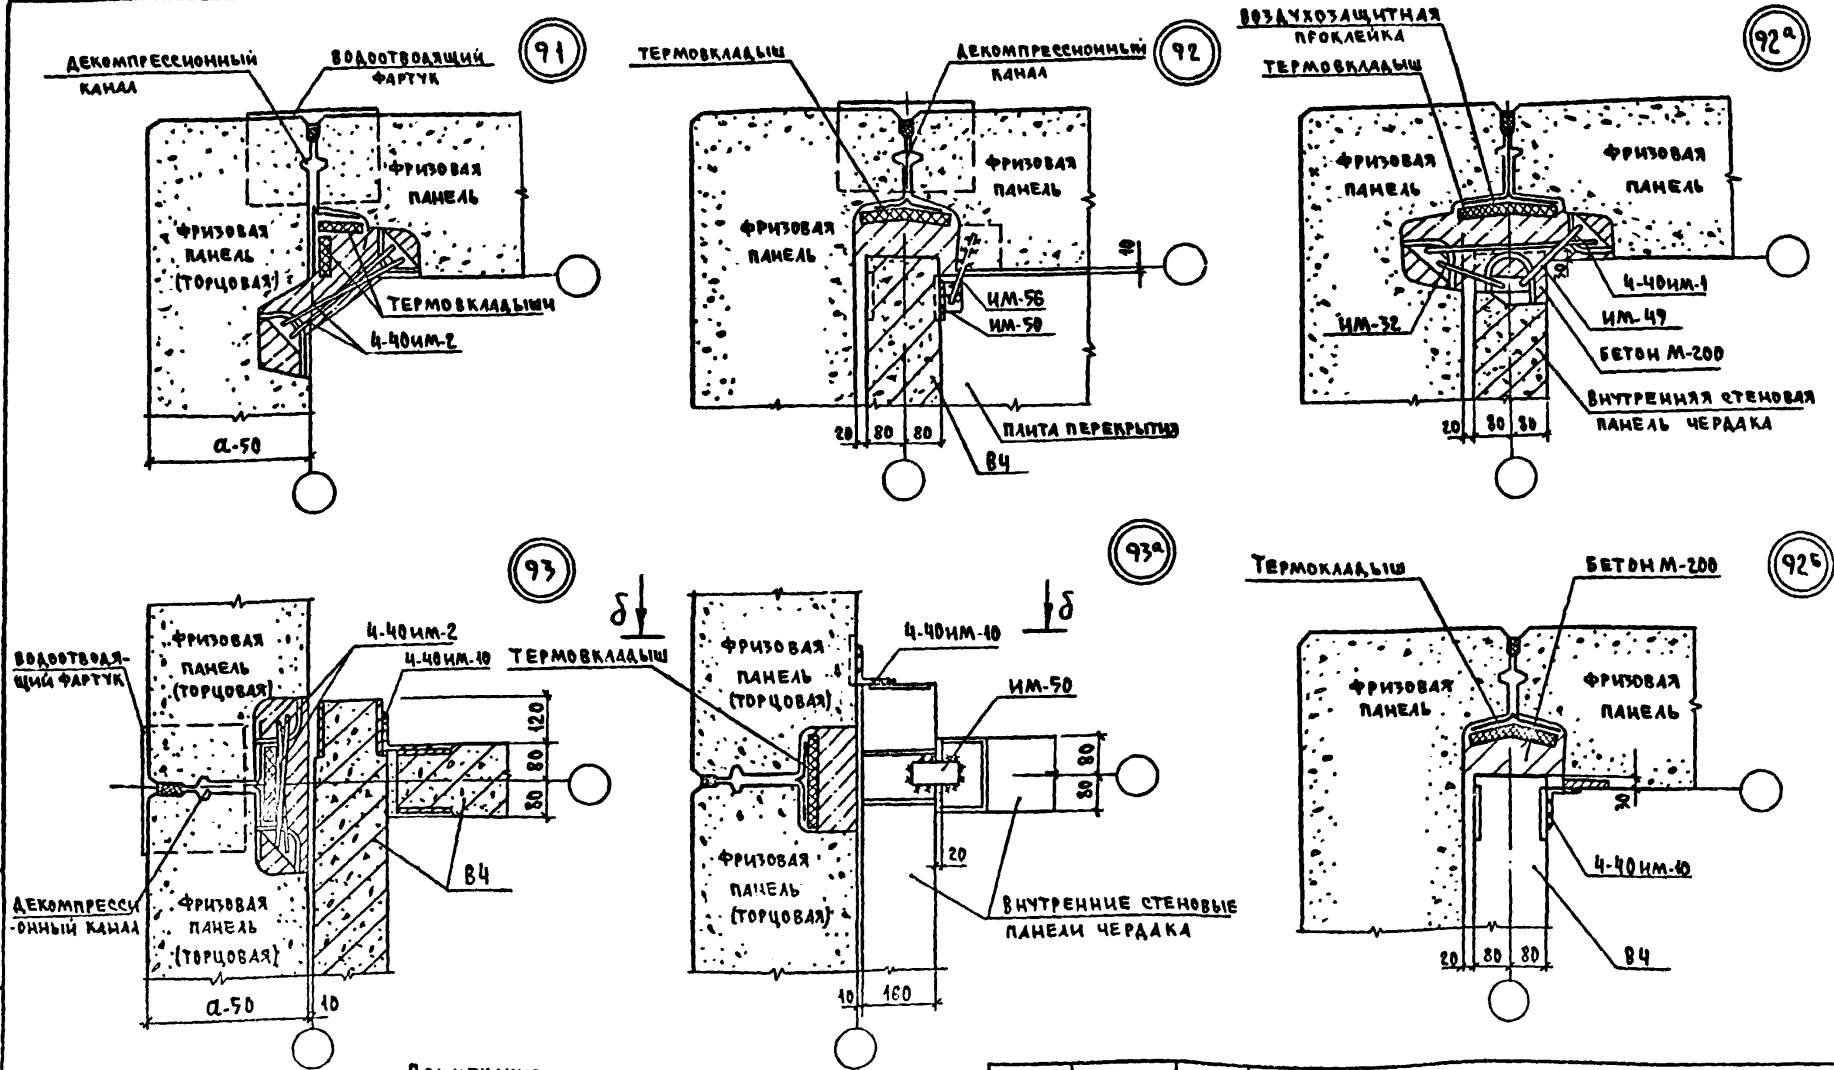 91
ДЕКОМПРЕССИОННЫЙ
КАНАЛ
ВОДООТВОДЯЩИЙ
ФАРТУК
ФРИЗОВАЯ
ПАНЕЛЬ
ФРИЗОВАЯ
ПАНЕЛЬ
(ТОРЦОВАЯ)
ТЕРМОВКЛАДЫШИ
4-40ИМ-2
а-50
92
ТЕРМОВКЛАДЫШ
ДЕКОМПРЕССИОННЫЙ
КАНАЛ
ФРИЗОВАЯ
ПАНЕЛЬ
ФРИЗОВАЯ
ПАНЕЛЬ
10
ИМ-56
ИМ-50
ПЛИТА ПЕРЕКРЫТИЯ
20 80 80
В4
92а
ВОЗДУХОЗАЩИТНАЯ
ПРОКЛЕЙКА
ТЕРМОВКЛАДЫШ
ФРИЗОВАЯ
ПАНЕЛЬ
ФРИЗОВАЯ
ПАНЕЛЬ
30
4-40ИМ-1
ИМ-32
ИМ-49
БЕТОН М-200
ВНУТРЕННЯЯ СТЕНОВАЯ
ПАНЕЛЬ ЧЕРДАКА
20 80 80
93
ВОДООТВОДЯ-
ЩИЙ ФАРТУК
ФРИЗОВАЯ
ПАНЕЛЬ
(ТОРЦОВАЯ)
4-40ИМ-2
4-40ИМ-10
120
80
80
В4
ДЕКОМПРЕССИ
-ОННЫЙ КАНАЛ
ФРИЗОВАЯ
ПАНЕЛЬ
(ТОРЦОВАЯ)
а-50
10
93а
б
б
ТЕРМОВКЛАДЫШ
ФРИЗОВАЯ
ПАНЕЛЬ
(ТОРЦОВАЯ)
4-40ИМ-10
ИМ-50
80
80
20
ФРИЗОВАЯ
ПАНЕЛЬ
(ТОРЦОВАЯ)
ВНУТРЕННИЕ СТЕНОВЫЕ
ПАНЕЛИ ЧЕРДАКА
10 160
92б
ТЕРМОКЛАДЫШ
БЕТОН М-200
ФРИЗОВАЯ
ПАНЕЛЬ
ФРИЗОВАЯ
ПАНЕЛЬ
30
4-40ИМ-10
20 80 80
В4